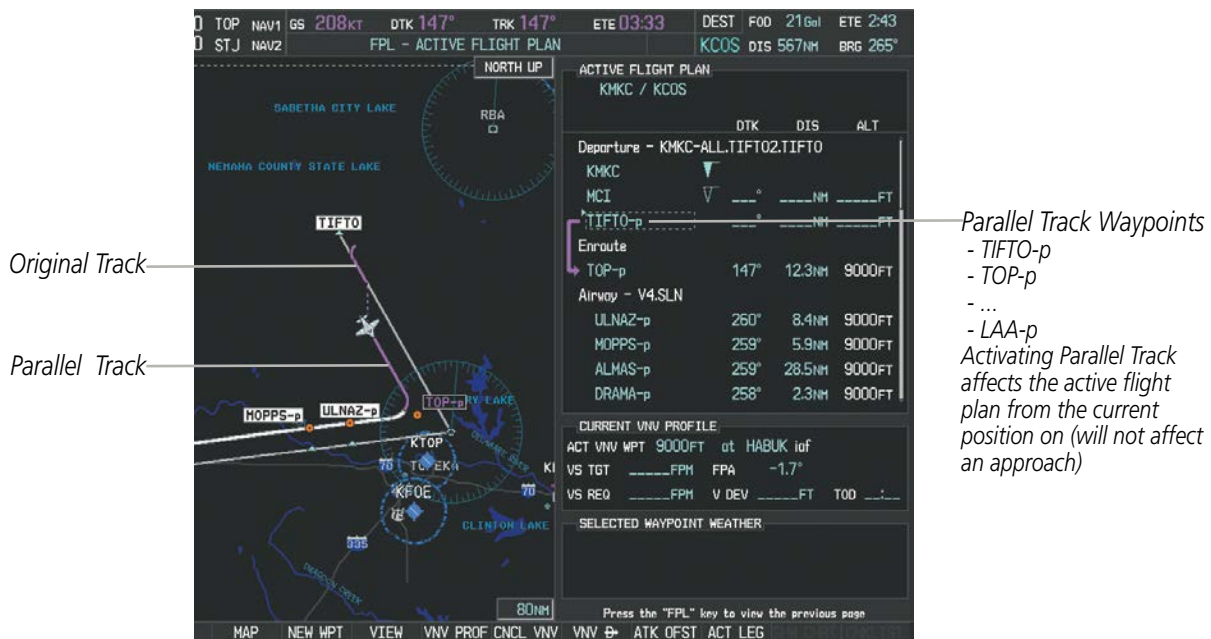 0 TOP NAV1 GS 208KT DTK 147° TRK 147° ETE 03:33 DEST FOD 21Gal ETE 2:43
0 STJ NAV2 FPL – ACTIVE FLIGHT PLAN KCOS DIS 567NM BRG 265°
NORTH UP
SABETHA CITY LAKE
RBA
NEMAHA COUNTY STATE LAKE
TIFTO
TOP-p
RY LAKE
MOPPS-p
ULNAZ-p
KTOP
70
KFOE
70
CLINTON LAKE
335
DRAGOON CREEK
80NM
ACTIVE FLIGHT PLAN
KMKC / KCOS
DTK DIS ALT
Departure – KMKC-ALL.TIFTO2.TIFTO
KMKC
MCI ___° ____NM _____FT
TIFTO-p ___° ____NM _____FT
Enroute
TOP-p 147° 12.3NM 9000FT
Airway – V4.SLN
ULNAZ-p 260° 8.4NM 9000FT
MOPPS-p 259° 5.9NM 9000FT
ALMAS-p 259° 28.5NM 9000FT
DRAMA-p 258° 2.3NM 9000FT
CURRENT VNV PROFILE
ACT VNV WPT 9000FT at HABUK iaf
VS TGT _____FPM FPA -1.7°
VS REQ _____FPM V DEV _____FT TOD __:__
SELECTED WAYPOINT WEATHER
Press the "FPL" key to view the previous page
MAP NEW WPT VIEW VNV PROF CNCL VNV VNV D→ ATK OFST ACT LEG
Original Track
Parallel Track
Parallel Track Waypoints
- TIFTO-p
- TOP-p
- ...
- LAA-p
Activating Parallel Track
affects the active flight
plan from the current
position on (will not affect
an approach)